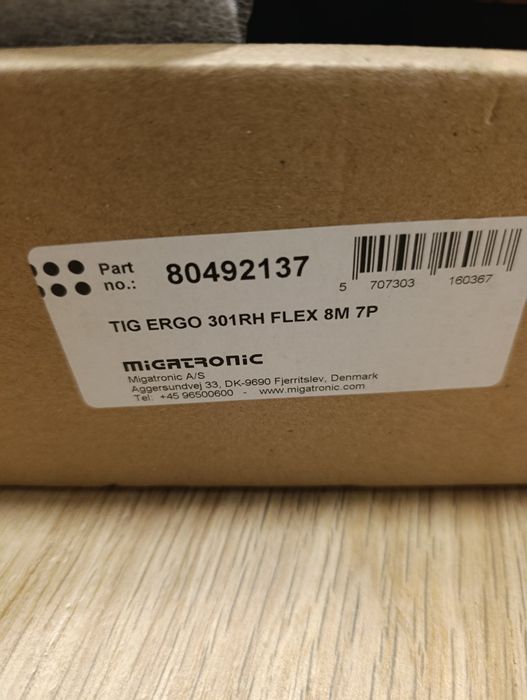 Part no.: 80492137
5 707303 160367
TIG ERGO 301RH FLEX 8M 7P
MIGATRONIC
Migatronic A/S
Aggersundvej 33, DK-9690 Fjerritslev, Denmark
Tel. +45 96500600 - www.migatronic.com